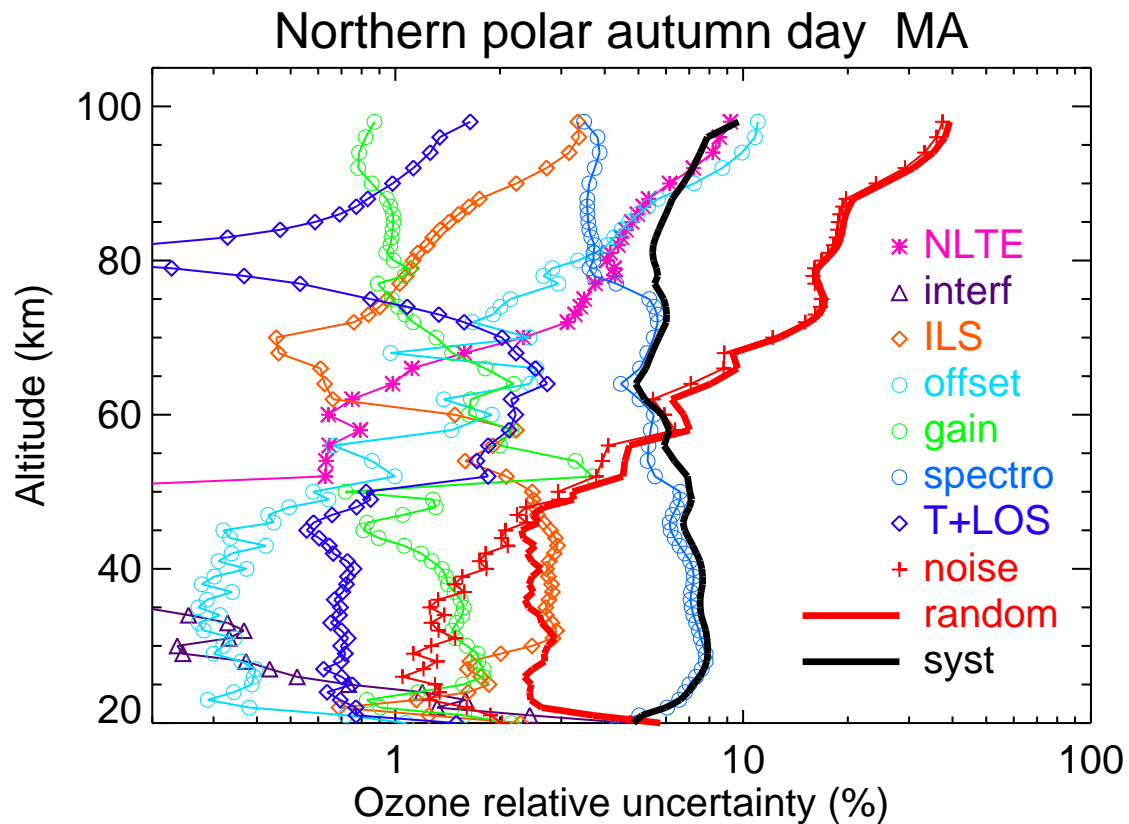 Northern polar autumn day MA
100
80
60
40
20
Altitude (km)
NLTE
interf
ILS
offset
gain
spectro
T+LOS
noise
random
syst
1
10
100
Ozone relative uncertainty (%)